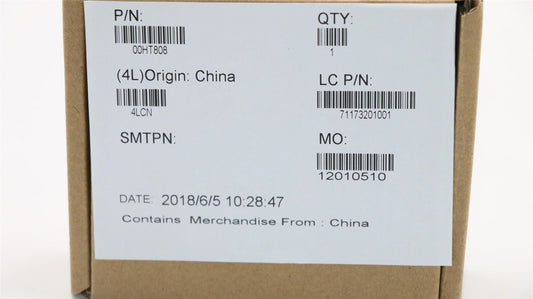 P/N: QTY:
00HT808 1
(4L)Origin: China LC P/N:
4LCN 71173201001
SMTPN: MO:
12010510
DATE: 2018/6/5 10:28:47
Contains Merchandise From : China